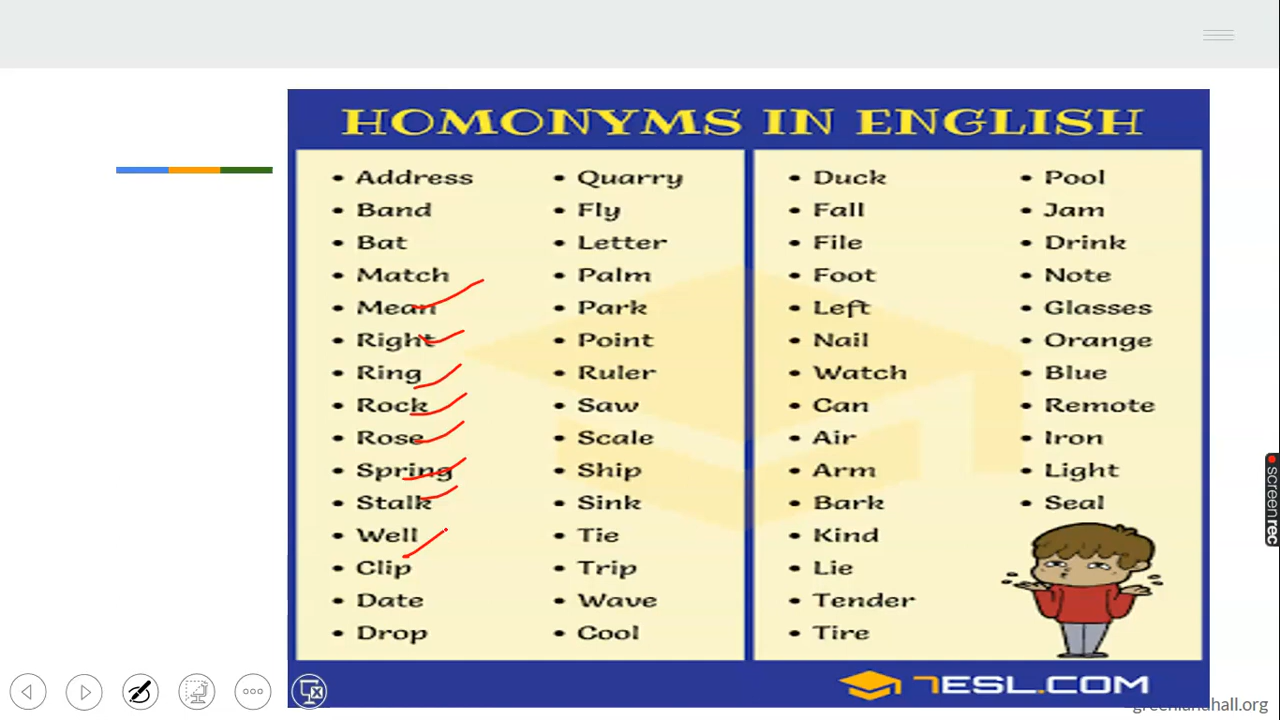 HOMONYMS IN ENGLISH
Address
Band
Bat
Match
Mean
Right
Ring
Rock
Rose
Spring
Stalk
Well
Clip
Date
Drop
Quarry
Fly
Letter
Palm
Park
Point
Ruler
Saw
Scale
Ship
Sink
Tie
Trip
Wave
Cool
Duck
Fall
File
Foot
Left
Nail
Watch
Can
Air
Arm
Bark
Kind
Lie
Tender
Tire
Pool
Jam
Drink
Note
Glasses
Orange
Blue
Remote
Iron
Light
Seal
7ESL.COM
greenlandhall.org
screenrec